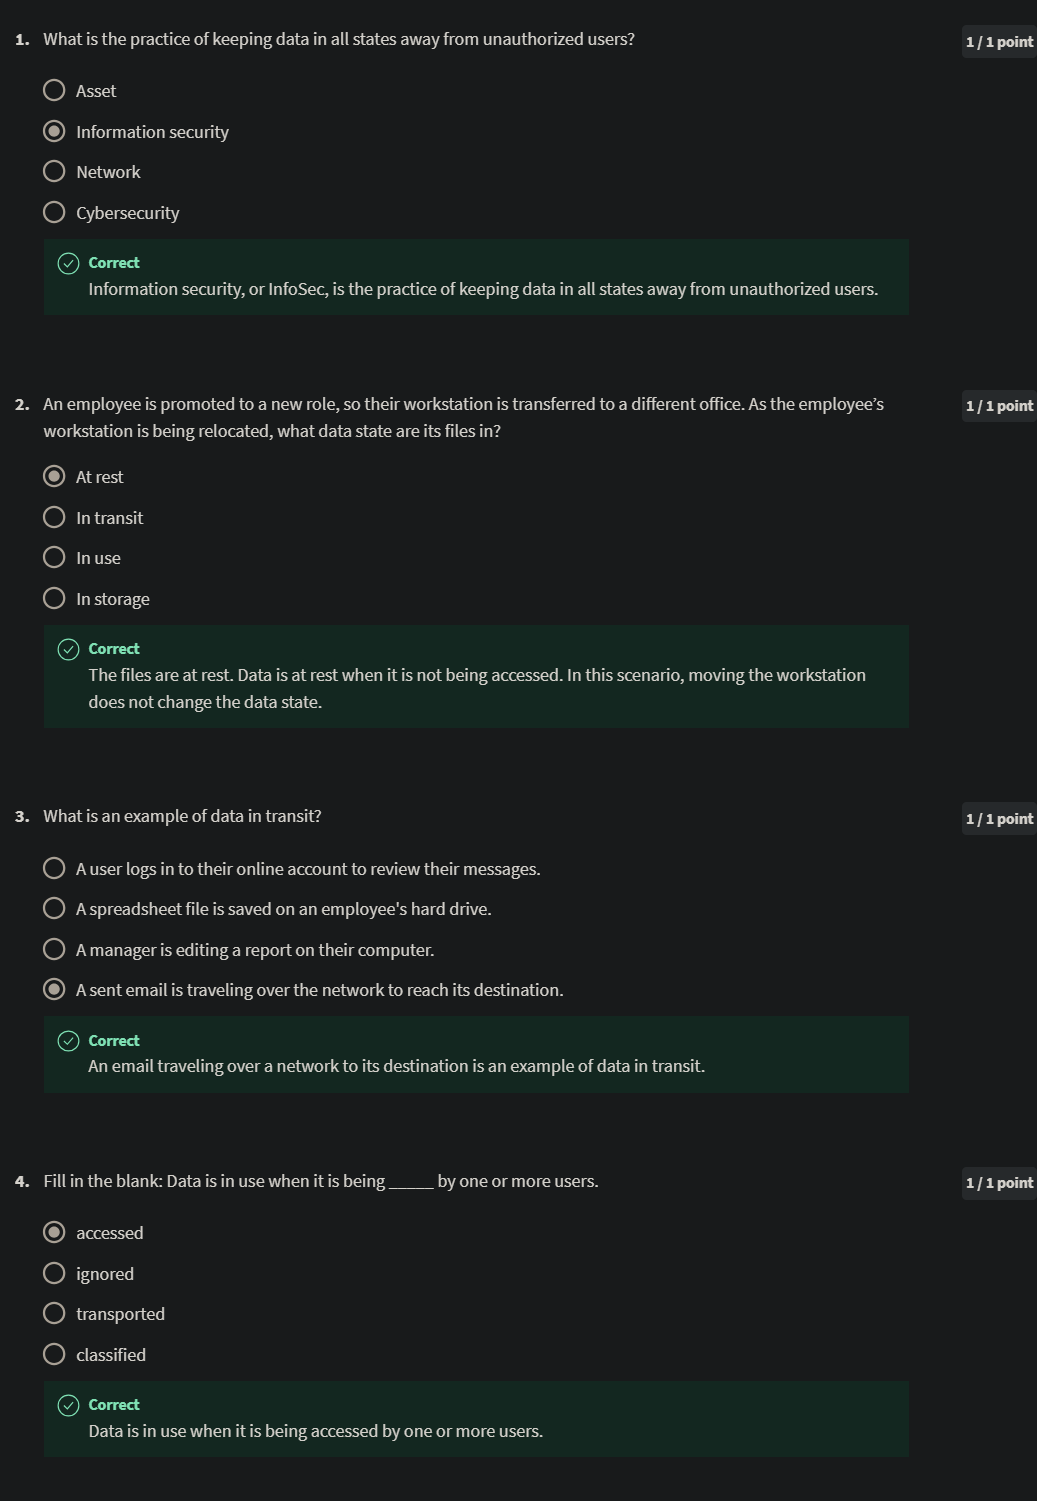 1. What is the practice of keeping data in all states away from unauthorized users?
1 / 1 point
Asset
Information security
Network
Cybersecurity
Correct
Information security, or InfoSec, is the practice of keeping data in all states away from unauthorized users.
2. An employee is promoted to a new role, so their workstation is transferred to a different office. As the employee’s
1 / 1 point
workstation is being relocated, what data state are its files in?
At rest
In transit
In use
In storage
Correct
The files are at rest. Data is at rest when it is not being accessed. In this scenario, moving the workstation
does not change the data state.
3. What is an example of data in transit?
1 / 1 point
A user logs in to their online account to review their messages.
A spreadsheet file is saved on an employee's hard drive.
A manager is editing a report on their computer.
A sent email is traveling over the network to reach its destination.
Correct
An email traveling over a network to its destination is an example of data in transit.
4. Fill in the blank: Data is in use when it is being _____ by one or more users.
1 / 1 point
accessed
ignored
transported
classified
Correct
Data is in use when it is being accessed by one or more users.